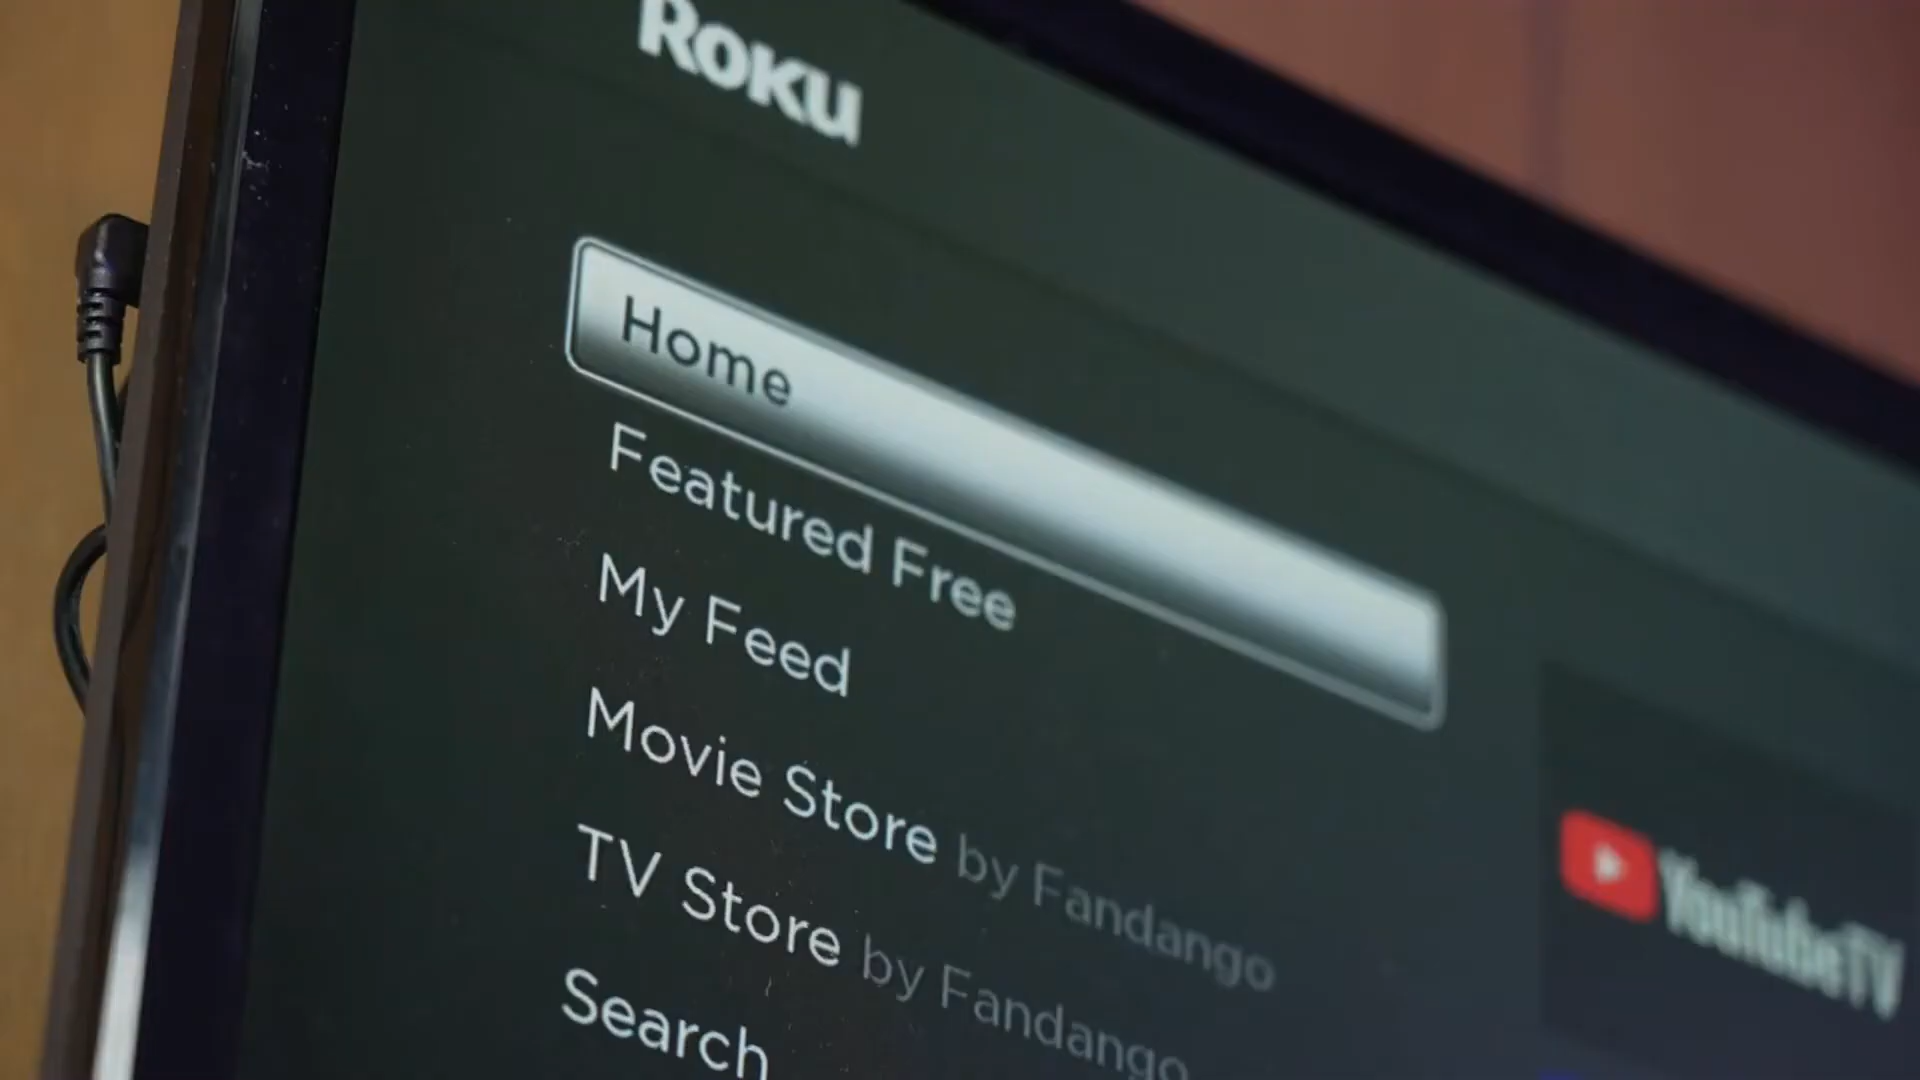 Roku
Home
Featured Free
My Feed
Movie Store by Fandango
TV Store by Fandango
Search
YouTubeTV